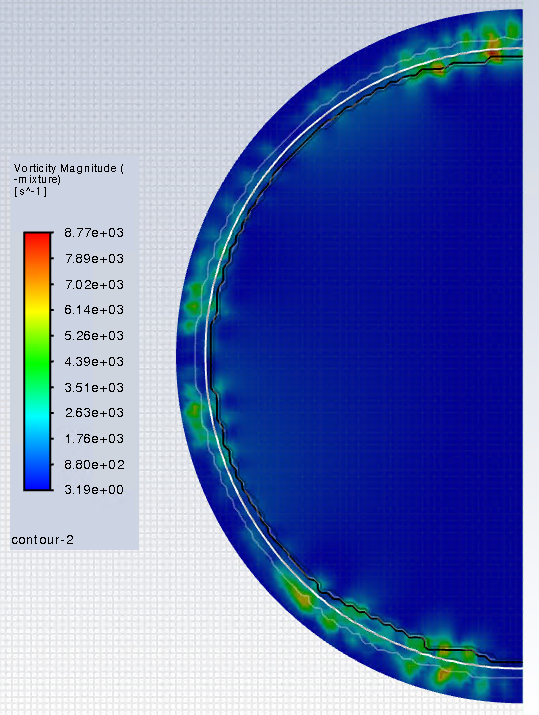 Vorticity Magnitude (
-mixture)
[s^-1]
8.77e+03
7.89e+03
7.02e+03
6.14e+03
5.26e+03
4.39e+03
3.51e+03
2.63e+03
1.76e+03
8.80e+02
3.19e+00
contour-2